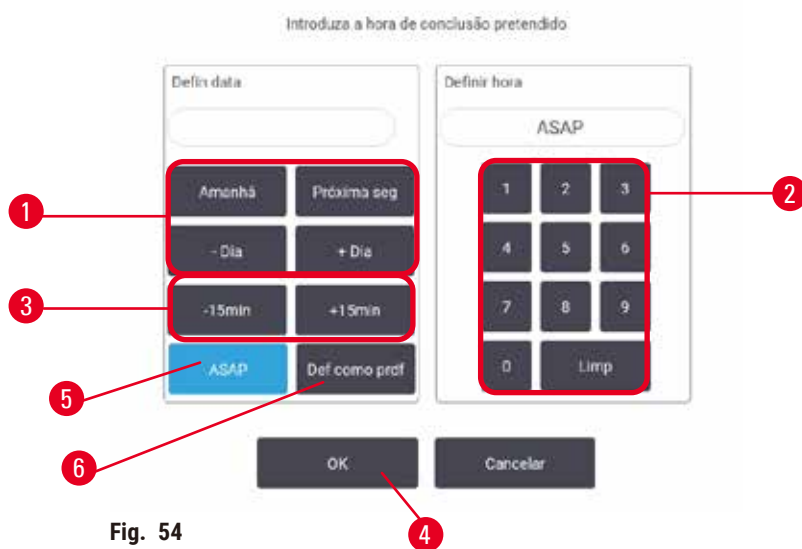 Introduza a hora de conclusão pretendido
Defin data
Definir hora
ASAP
Amanhã
Próxima seg
1
2
3
1
2
- Dia
+ Dia
4
5
6
3
-15min
+15min
7
8
9
ASAP
Def como prdf
0
Limp
5
6
OK
Cancelar
4
Fig. 54